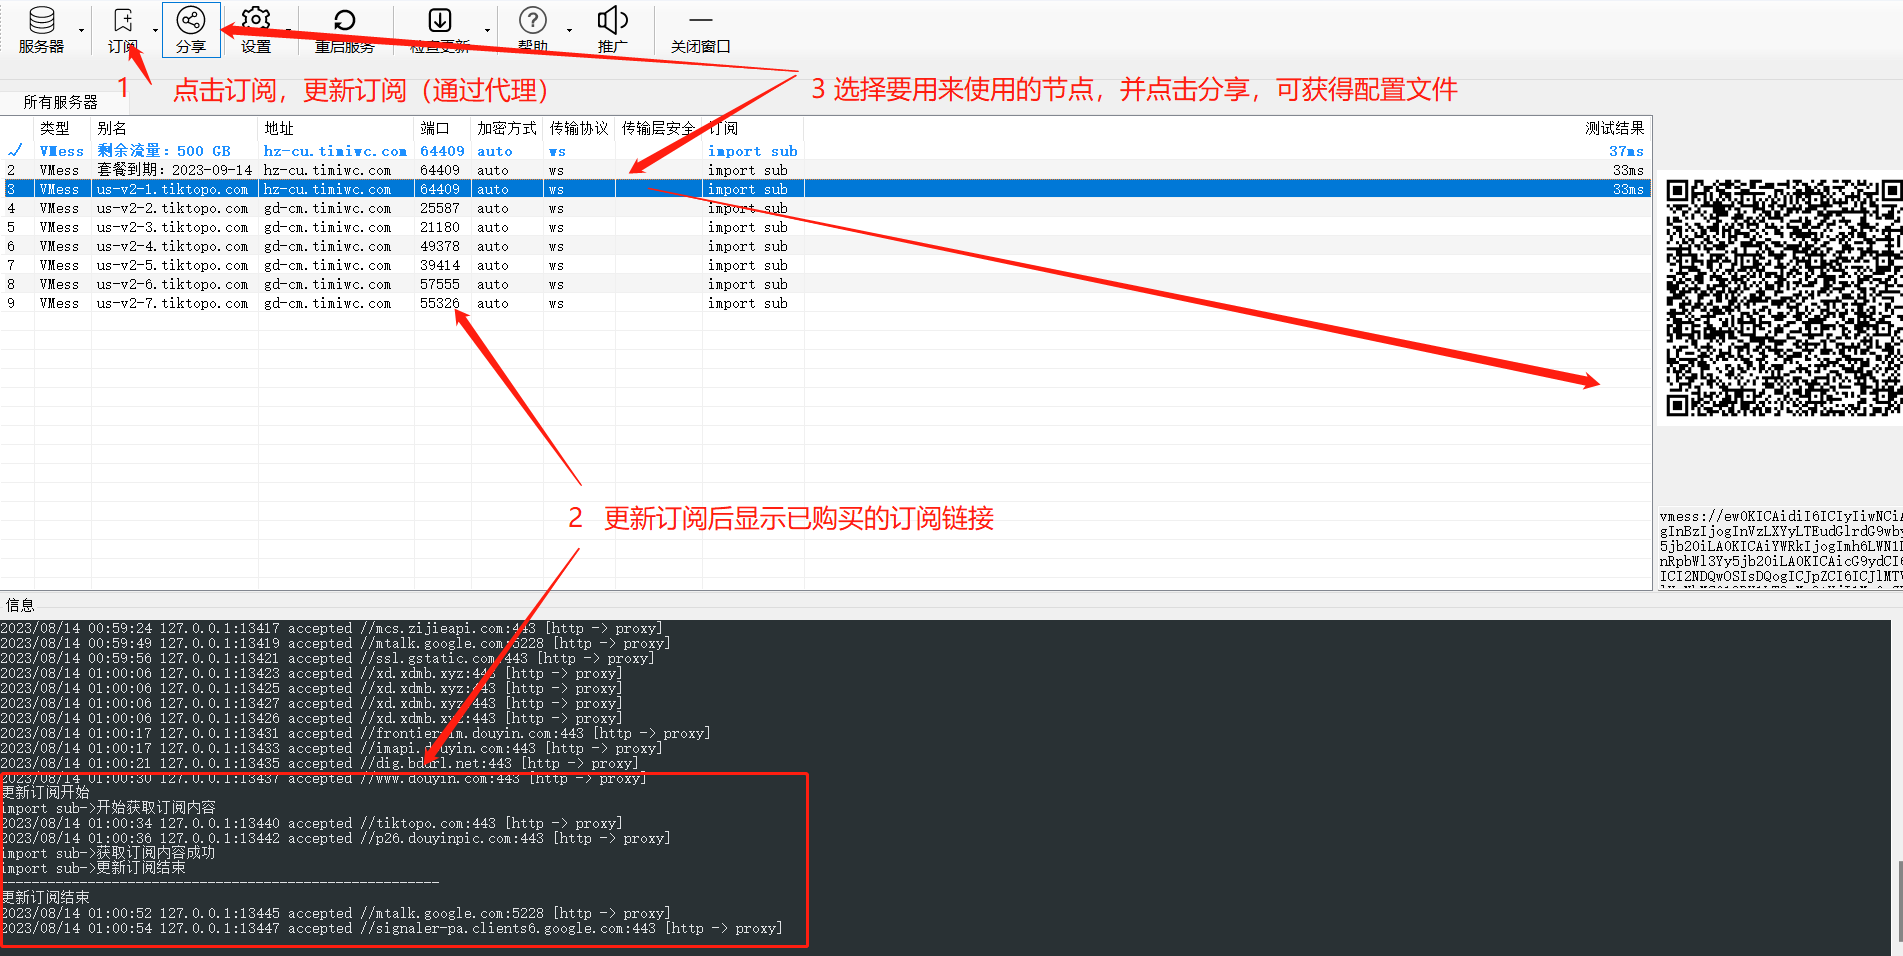 服务器 订阅 分享 设置 重启服务 检查更新 帮助 推广 关闭窗口
1 点击订阅，更新订阅（通过代理）
3 选择要用来使用的节点，并点击分享，可获得配置文件
所有服务器
类型 别名 地址 端口 加密方式 传输协议 传输层安全 订阅 测试结果
VMess 剩余流量：500 GB hz-cu.timiwc.com 64409 auto ws import sub 37ms
2 VMess 套餐到期：2023-09-14 hz-cu.timiwc.com 64409 auto ws import sub 33ms
3 VMess us-v2-1.tiktopo.com hz-cu.timiwc.com 64409 auto ws import sub 33ms
4 VMess us-v2-2.tiktopo.com gd-cm.timiwc.com 25587 auto ws import sub
5 VMess us-v2-3.tiktopo.com gd-cm.timiwc.com 21180 auto ws import sub
6 VMess us-v2-4.tiktopo.com gd-cm.timiwc.com 49378 auto ws import sub
7 VMess us-v2-5.tiktopo.com gd-cm.timiwc.com 39414 auto ws import sub
8 VMess us-v2-6.tiktopo.com gd-cm.timiwc.com 57555 auto ws import sub
9 VMess us-v2-7.tiktopo.com gd-cm.timiwc.com 55326 auto ws import sub
2 更新订阅后显示已购买的订阅链接
vmess://ew0KICAidiI6ICIyIiwNCiA
gInBzIjogInVzLXYyLTEudGlrdG9wby
5jb20iLA0KICAiYWRkIjogImh6LWN1L
nRpbWl3Yy5jb20iLA0KICAicG9ydCI6
ICI2NDQwOSIsDQogICJpZCI6ICJlMTV
信息
2023/08/14 00:59:24 127.0.0.1:13417 accepted //mcs.zijieapi.com:443 [http -> proxy]
2023/08/14 00:59:49 127.0.0.1:13419 accepted //mtalk.google.com:5228 [http -> proxy]
2023/08/14 00:59:56 127.0.0.1:13421 accepted //ssl.gstatic.com:443 [http -> proxy]
2023/08/14 01:00:06 127.0.0.1:13423 accepted //xd.xdmb.xyz:443 [http -> proxy]
2023/08/14 01:00:06 127.0.0.1:13425 accepted //xd.xdmb.xyz:443 [http -> proxy]
2023/08/14 01:00:06 127.0.0.1:13427 accepted //xd.xdmb.xyz:443 [http -> proxy]
2023/08/14 01:00:06 127.0.0.1:13426 accepted //xd.xdmb.xyz:443 [http -> proxy]
2023/08/14 01:00:17 127.0.0.1:13431 accepted //frontier-im.douyin.com:443 [http -> proxy]
2023/08/14 01:00:17 127.0.0.1:13433 accepted //imapi.douyin.com:443 [http -> proxy]
2023/08/14 01:00:21 127.0.0.1:13435 accepted //dig.bdurl.net:443 [http -> proxy]
2023/08/14 01:00:30 127.0.0.1:13437 accepted //www.douyin.com:443 [http -> proxy]
更新订阅开始
import sub->开始获取订阅内容
2023/08/14 01:00:34 127.0.0.1:13440 accepted //tiktopo.com:443 [http -> proxy]
2023/08/14 01:00:36 127.0.0.1:13442 accepted //p26.douyinpic.com:443 [http -> proxy]
import sub->获取订阅内容成功
import sub->更新订阅结束
-------------------------------------------------------
更新订阅结束
2023/08/14 01:00:52 127.0.0.1:13445 accepted //mtalk.google.com:5228 [http -> proxy]
2023/08/14 01:00:54 127.0.0.1:13447 accepted //signaler-pa.clients6.google.com:443 [http -> proxy]